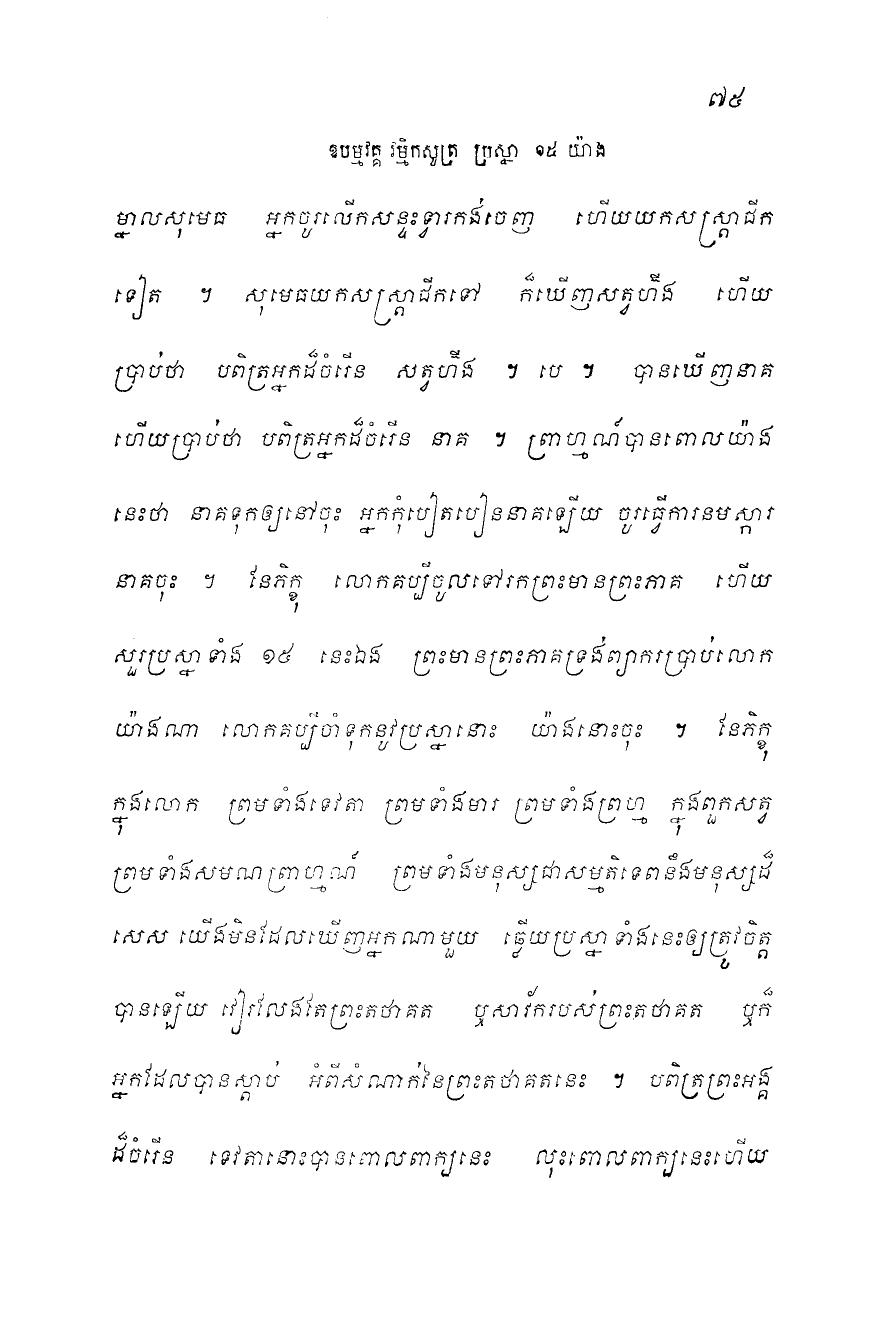 ៧៥
ឧបម្មវគ្គ វម្មិកសូត្រ ប្រស្នា ១៥ យ៉ាង
ម្នាលសុមេធ អ្នកចូរលើកសន្ទះទ្វារកង់ចេញ ហើយយកសស្ត្រាជីក
ទៀត ។ សុមេធយកសស្ត្រាជីកទៅ ក៏ឃើញសត្វហ៊ីង ហើយ
ប្រាប់ថា បពិត្រអ្នកដ៏ចំរើន សត្វហ៊ីង ។ បេ ។ បានឃើញនាគ
ហើយប្រាប់ថា បពិត្រអ្នកដ៏ចំរើន នាគ ។ ព្រាហ្មណ៍បានពោលយ៉ាង
នេះថា នាគទុកឲ្យនៅចុះ អ្នកកុំបៀតបៀននាគឡើយ ចូរធ្វើការនមស្ការ
នាគចុះ ។ នែភិក្ខុ លោកគប្បីចូលទៅរកព្រះមានព្រះភាគ ហើយ
សួរប្រស្នាទាំង ១៥ នេះឯង ព្រះមានព្រះភាគទ្រង់ព្យាករប្រាប់លោក
យ៉ាងណា លោកគប្បីចាំទុកនូវប្រស្នានោះ យ៉ាងនោះចុះ ។ នែភិក្ខុ
ក្នុងលោក ព្រមទាំងទេវតា ព្រមទាំងមារ ព្រមទាំងព្រហ្ម ក្នុងពួកសត្វ
ព្រមទាំងសមណព្រាហ្មណ៍ ព្រមទាំងមនុស្សជាសម្មតិទេពនឹងមនុស្សដ៏
សេស យើងមិនដែលឃើញអ្នកណាមួយ ធ្វើយប្រស្នាទាំងនេះឲ្យត្រូវចិត្ត
បានឡើយ វៀរលែងតែព្រះតថាគត ឬសាវ័ករបស់ព្រះតថាគត ឬក៏
អ្នកដែលបានស្តាប់ អំពីសំណាក់នៃព្រះតថាគតនេះ ។ បពិត្រព្រះអង្គ
ដ៏ចំរើន ទេវតានោះបានពោលពាក្យនេះ លុះពោលពាក្យនេះហើយ